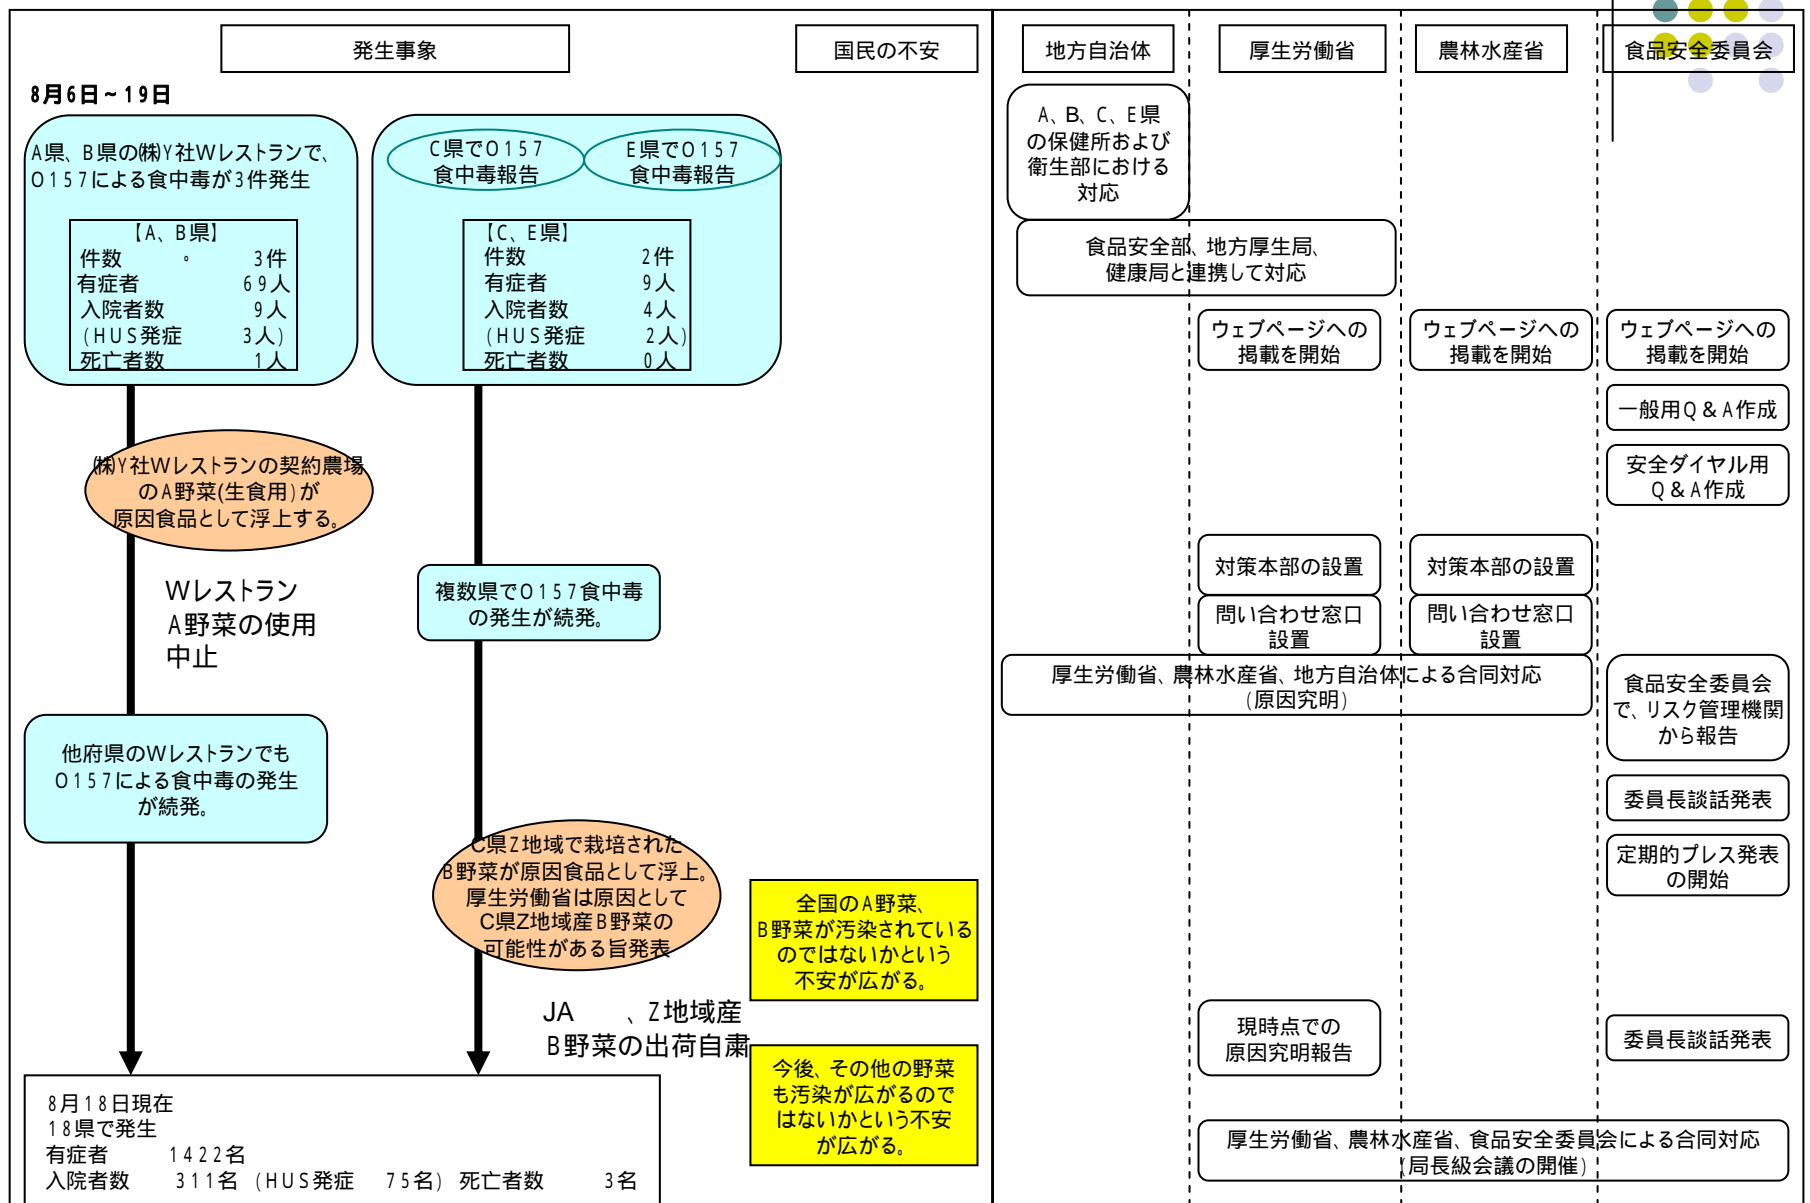 発生事象
国民の不安
地方自治体
厚生労働省
農林水産省
食品安全委員会
8月6日~19日
A県、B県の㈱Y社Wレストランで、
O157による食中毒が3件発生
【A、B県】
件数 。 3件
有症者 69人
入院者数 9人
(HUS発症 3人)
死亡者数 1人
C県でO157
食中毒報告
E県でO157
食中毒報告
【C、E県】
件数 2件
有症者 9人
入院者数 4人
(HUS発症 2人)
死亡者数 0人
㈱Y社Wレストランの契約農場
のA野菜(生食用)が
原因食品として浮上する。
Wレストラン
A野菜の使用
中止
複数県でO157食中毒
の発生が続発。
他府県のWレストランでも
O157による食中毒の発生
が続発。
C県Z地域で栽培された
B野菜が原因食品として浮上。
厚生労働省は原因として
C県Z地域産B野菜の
可能性がある旨発表
JA 、Z地域産
B野菜の出荷自粛
8月18日現在
18県で発生
有症者 1422名
入院者数 311名 (HUS発症 75名) 死亡者数 3名
全国のA野菜、
B野菜が汚染されている
のではないかという
不安が広がる。
今後、その他の野菜
も汚染が広がるので
はないかという不安
が広がる。
A、B、C、E県
の保健所および
衛生部における
対応
食品安全部、地方厚生局、
健康局と連携して対応
ウェブページへの
掲載を開始
ウェブページへの
掲載を開始
ウェブページへの
掲載を開始
一般用Q&A作成
安全ダイヤル用
Q&A作成
対策本部の設置
対策本部の設置
問い合わせ窓口
設置
問い合わせ窓口
設置
厚生労働省、農林水産省、地方自治体による合同対応
(原因究明)
食品安全委員会
で、リスク管理機関
から報告
委員長談話発表
定期的プレス発表
の開始
現時点での
原因究明報告
委員長談話発表
厚生労働省、農林水産省、食品安全委員会による合同対応
(局長級会議の開催)